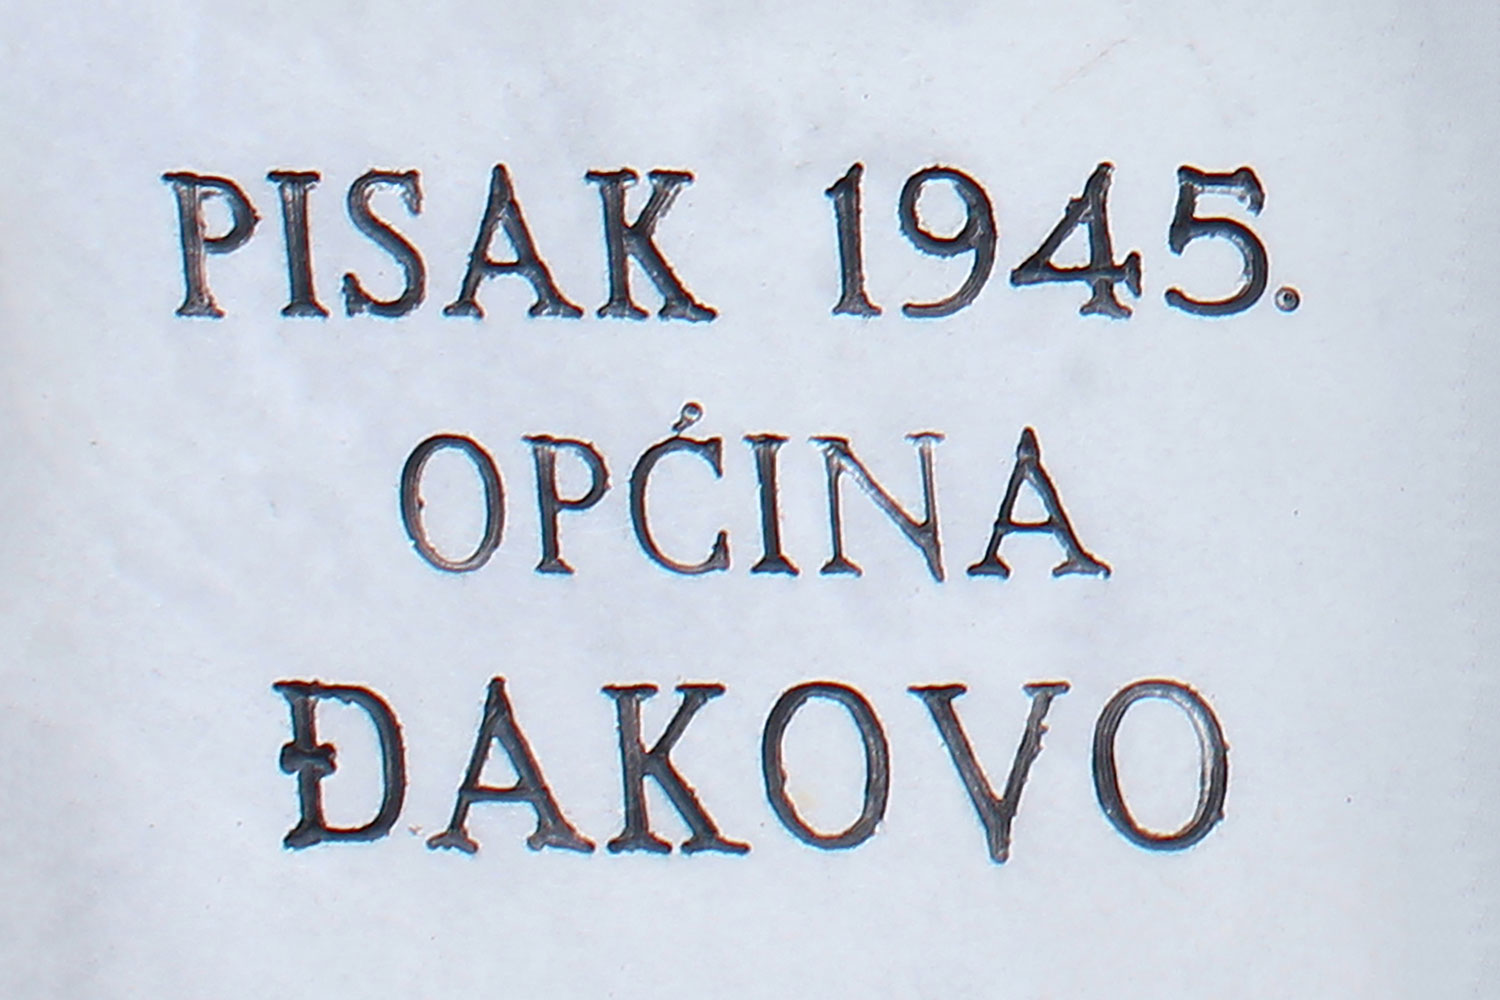 PISAK 1945.
OPĆINA
ĐAKOVO